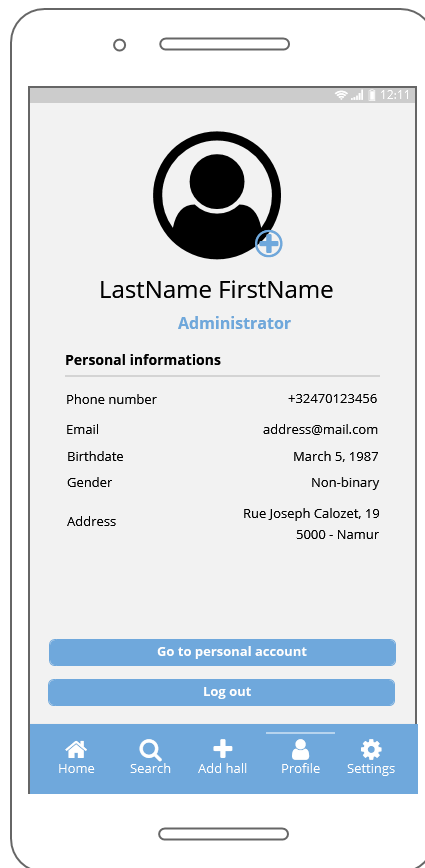 12:11
LastName FirstName
Administrator
Personal informations
Phone number +32470123456
Email address@mail.com
Birthdate March 5, 1987
Gender Non-binary
Address Rue Joseph Calozet, 19
5000 - Namur
Go to personal account
Log out
Home Search Add hall Profile Settings